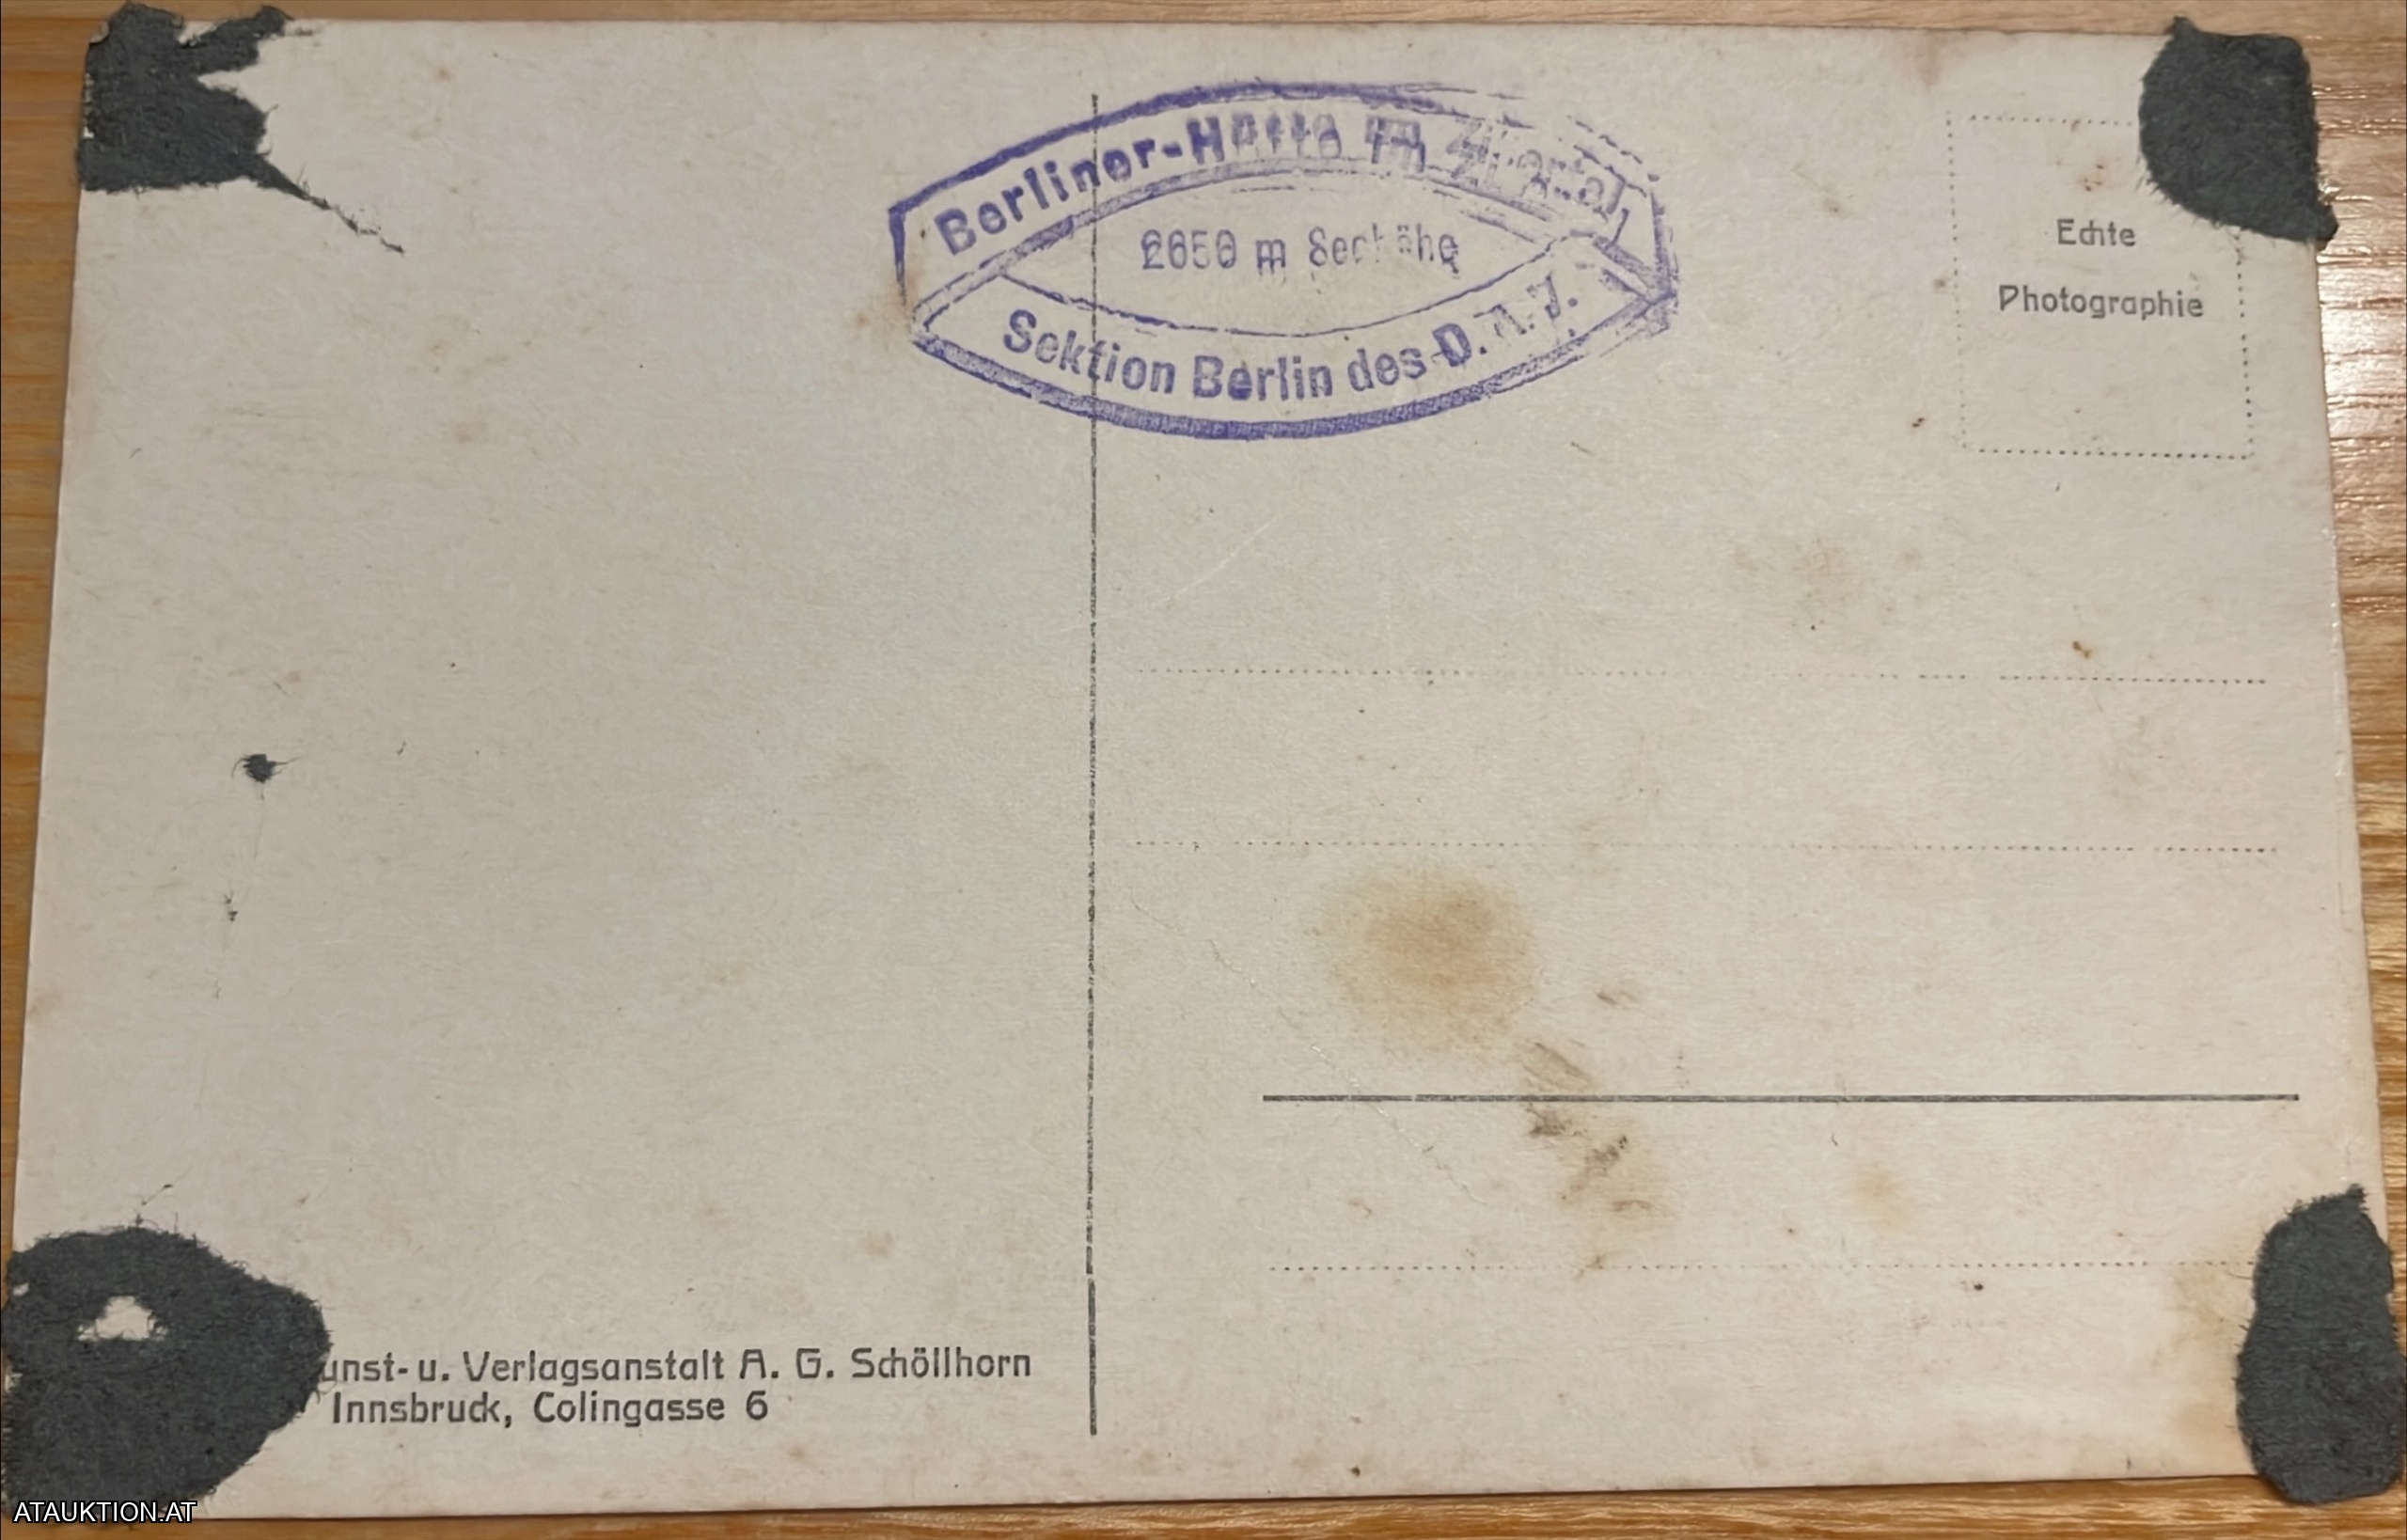 Berliner-Hütte im Zillertal,
2050 m Seehöhe
Sektion Berlin des D. A. V.
Echte
Photographie
unst- u. Verlagsanstalt A. G. Schöllhorn
Innsbruck, Colingasse 6
ATAUKTION.AT